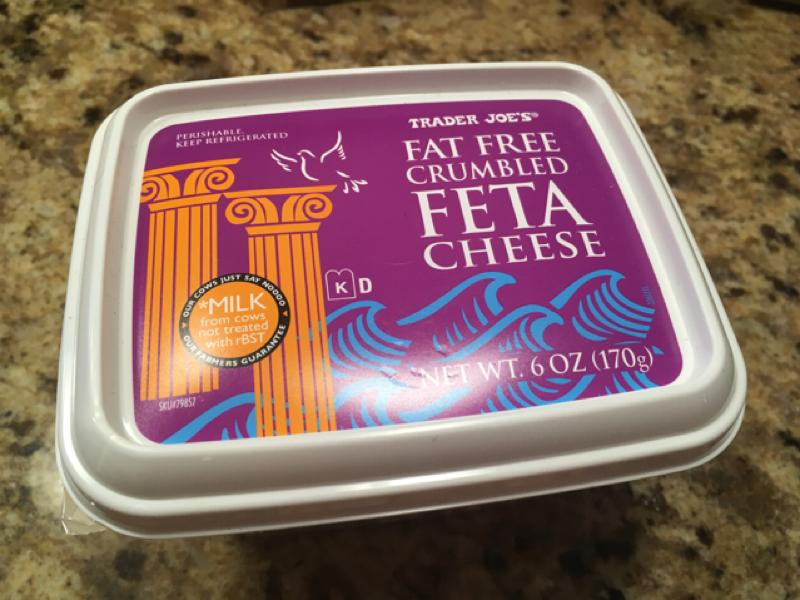 PERISHABLE.
KEEP REFRIGERATED
TRADER JOE'S®
FAT FREE
CRUMBLED
FETA
CHEESE
K D
OUR COWS JUST SAY NOOOO
*MILK
from cows
not treated
with rBST
OUR FARMERS GUARANTEE
NET WT. 6 OZ (170g)
SKU#79857